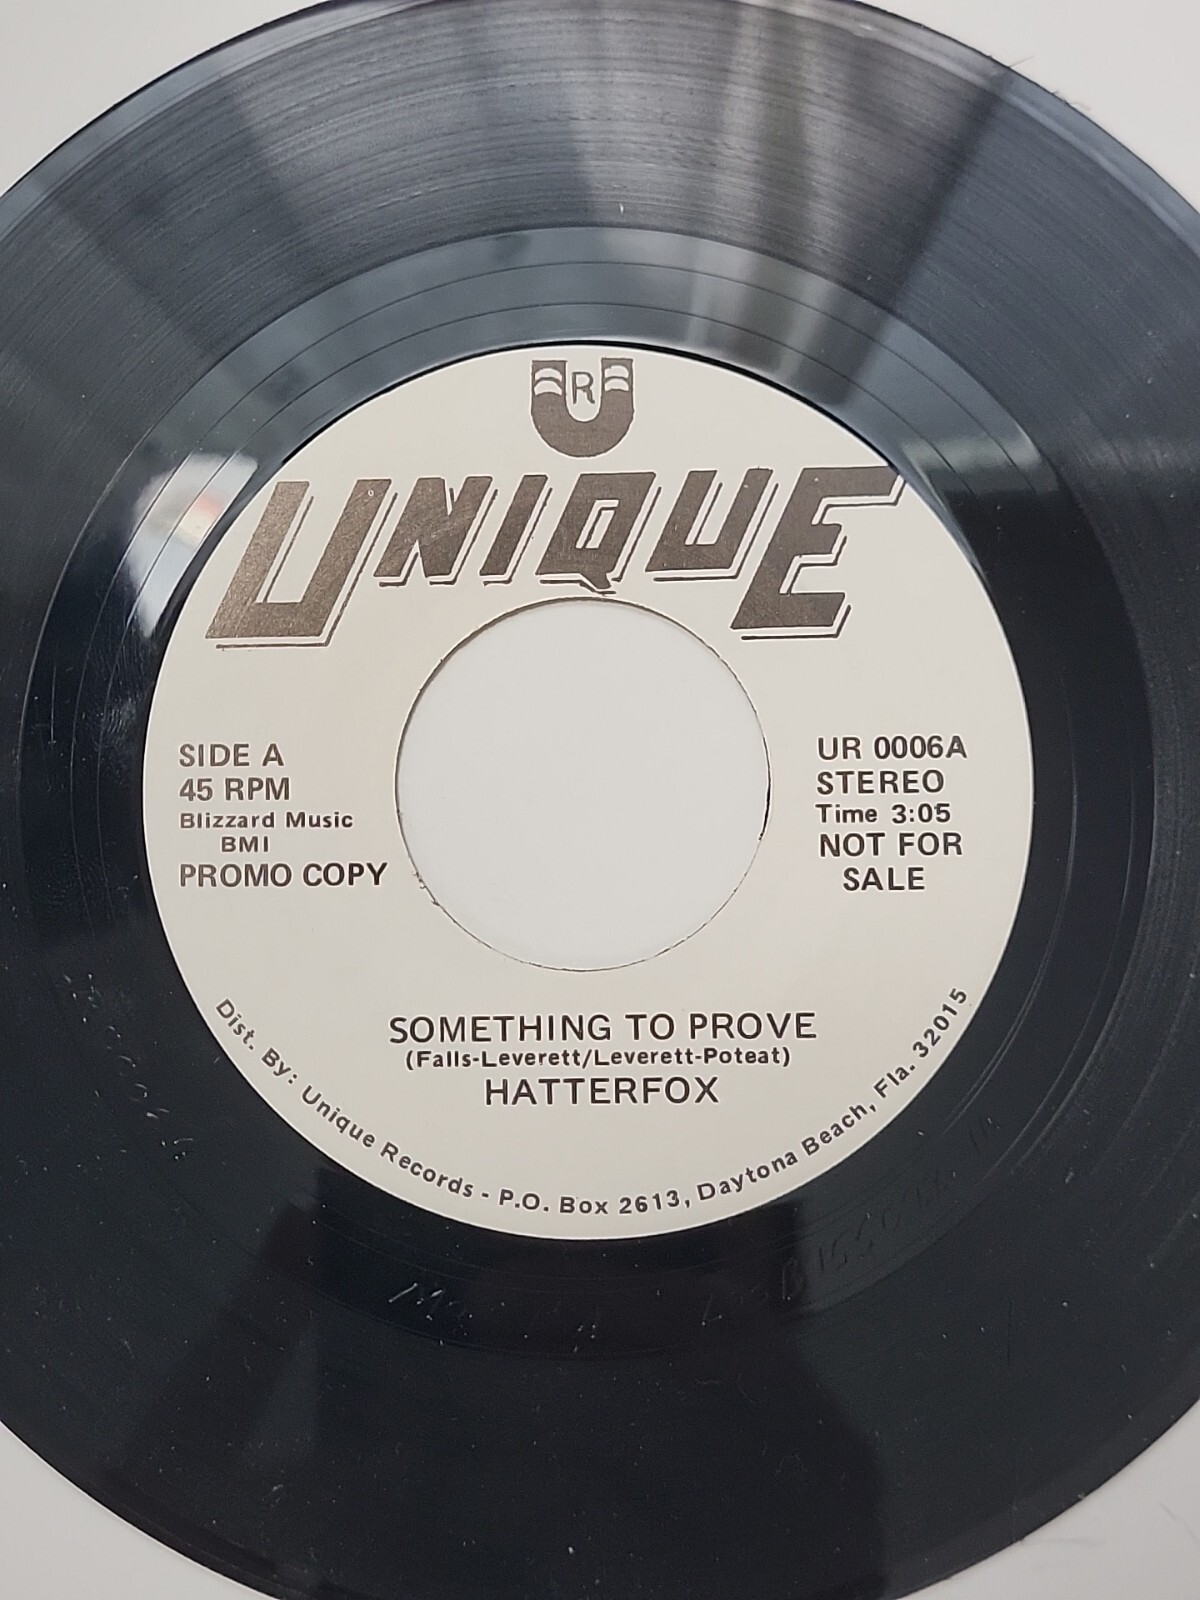 U R
UNIQUE
SIDE A
45 RPM
Blizzard Music
BMI
PROMO COPY
UR 0006A
STEREO
Time 3:05
NOT FOR
SALE
SOMETHING TO PROVE
(Falls-Leverett/Leverett-Poteat)
HATTERFOX
Dist. By: Unique Records - P.O. Box 2613, Daytona Beach, Fla. 32015